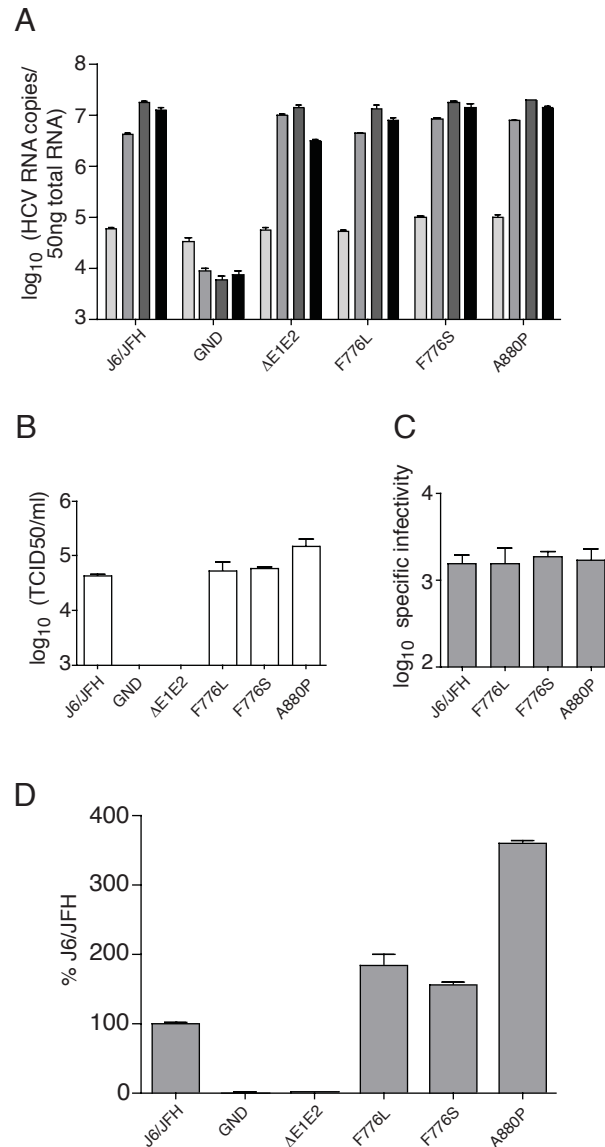 A
log10 (HCV RNA copies/
50ng total RNA)
8
7
6
5
4
3
J6/JFH
GND
ΔE1E2
F776L
F776S
A880P
B
log10 (TCID50/ml)
6
5
4
3
J6/JFH
GND
ΔE1E2
F776L
F776S
A880P
C
log10 specific infectivity
4
3
2
J6/JFH
F776L
F776S
A880P
D
% J6/JFH
400
300
200
100
0
J6/JFH
GND
ΔE1E2
F776L
F776S
A880P